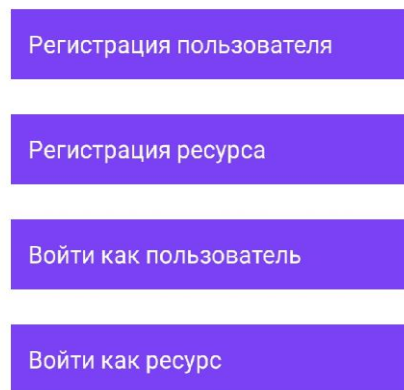 Регистрация пользователя
Регистрация ресурса
Войти как пользователь
Войти как ресурс